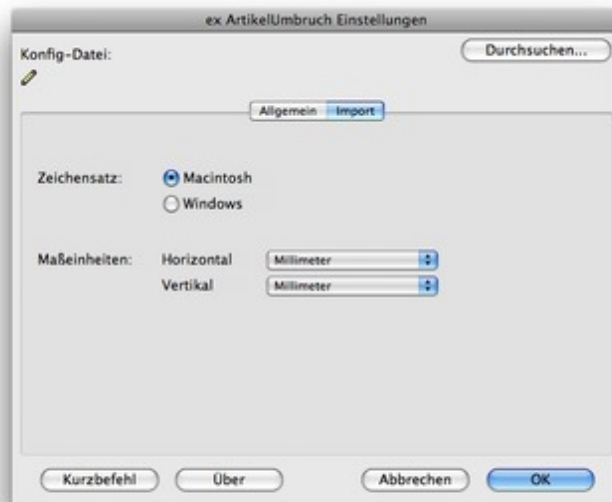 ex ArtikelUmbruch Einstellungen
Konfig-Datei:
Durchsuchen...
Allgemein Import
Zeichensatz: Macintosh
Windows
Maßeinheiten: Horizontal Millimeter
Vertikal Millimeter
Kurzbefehl Über Abbrechen OK